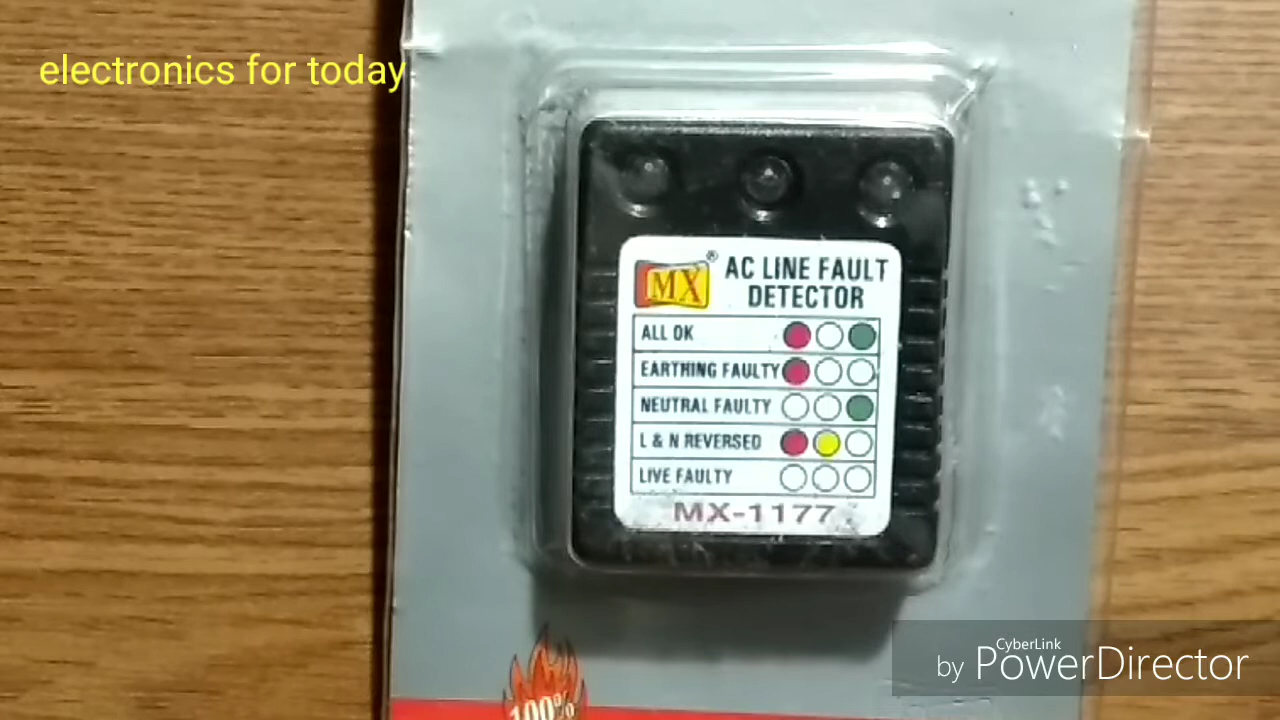 electronics for today
MX®
AC LINE FAULT
DETECTOR
ALL OK
EARTHING FAULTY
NEUTRAL FAULTY
L & N REVERSED
LIVE FAULTY
MX-1177
100%
CyberLink
by PowerDirector